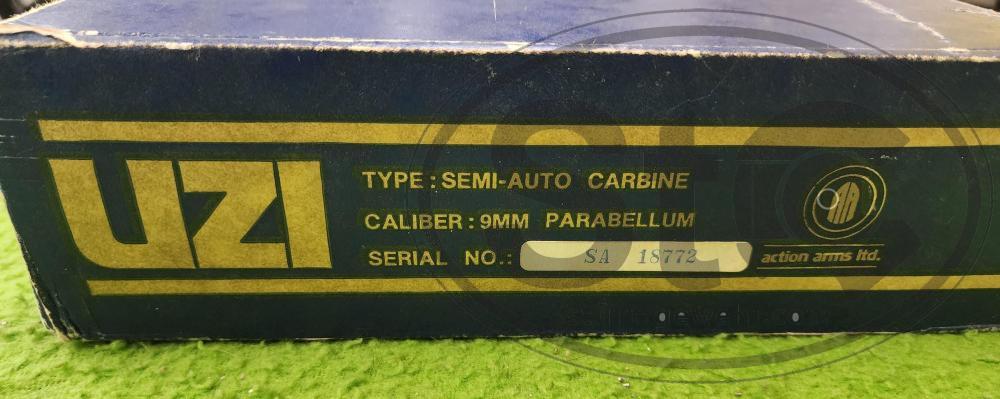 UZI
TYPE : SEMI-AUTO CARBINE
CALIBER : 9MM PARABELLUM
SERIAL NO.: SA 18772
action arms ltd.